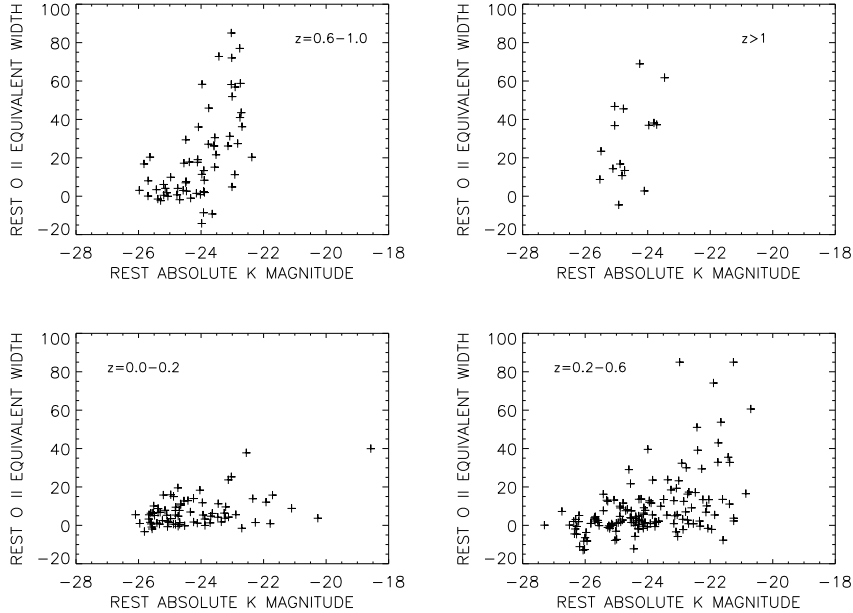 100
80
60
40
20
0
−20
REST O II EQUIVALENT WIDTH
z=0.6−1.0
−28 −26 −24 −22 −20 −18
REST ABSOLUTE K MAGNITUDE
100
80
60
40
20
0
−20
REST O II EQUIVALENT WIDTH
z>1
−28 −26 −24 −22 −20 −18
REST ABSOLUTE K MAGNITUDE
100
80
60
40
20
0
−20
REST O II EQUIVALENT WIDTH
z=0.0−0.2
−28 −26 −24 −22 −20 −18
REST ABSOLUTE K MAGNITUDE
100
80
60
40
20
0
−20
REST O II EQUIVALENT WIDTH
z=0.2−0.6
−28 −26 −24 −22 −20 −18
REST ABSOLUTE K MAGNITUDE